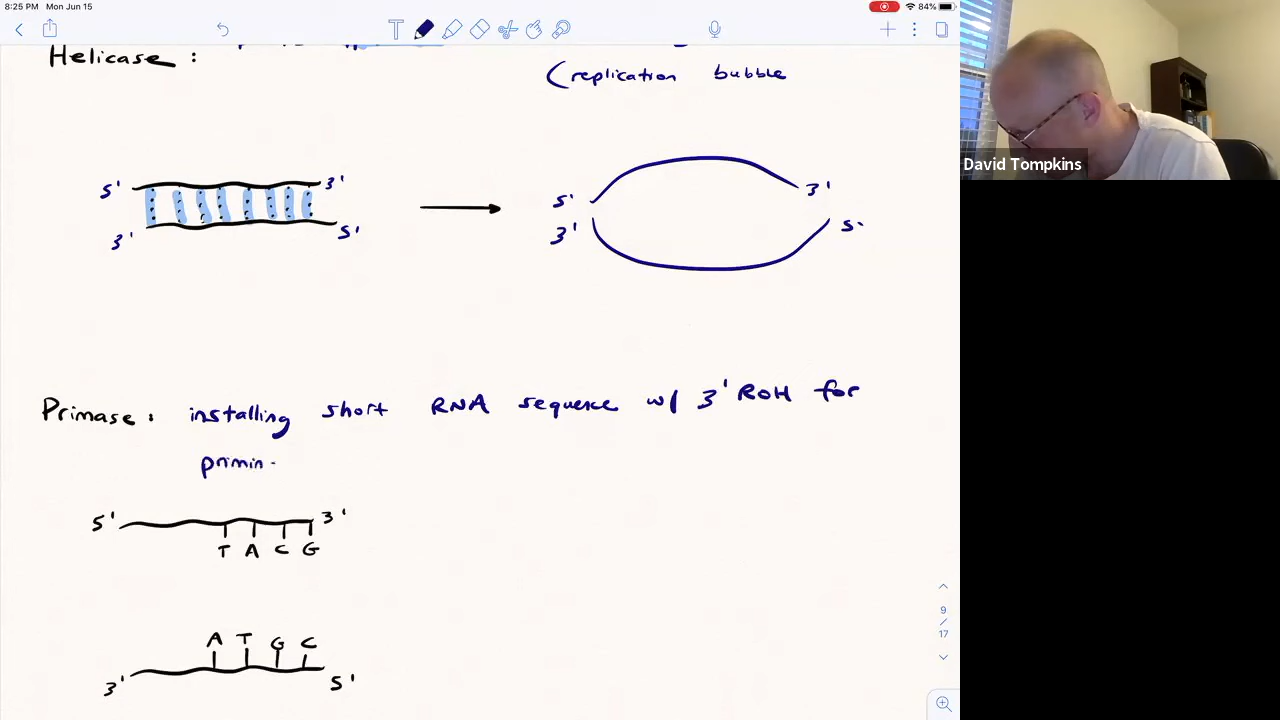 8:25 PM Mon Jun 15
84%
Helicase :
(replication bubble
5' 3'
3' 5'
5' 3'
3' 5'
Primase : installing short RNA sequence w/ 3' ROH for
primin
5' 3'
T A C G
A T G C
3' 5'
9
/
17
David Tompkins